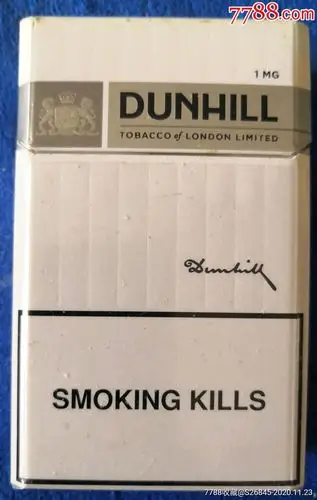 7788.com
1 MG
DUNHILL
TOBACCO of LONDON LIMITED
Dunhill
SMOKING KILLS
7788收藏@S26845-2020.11.23